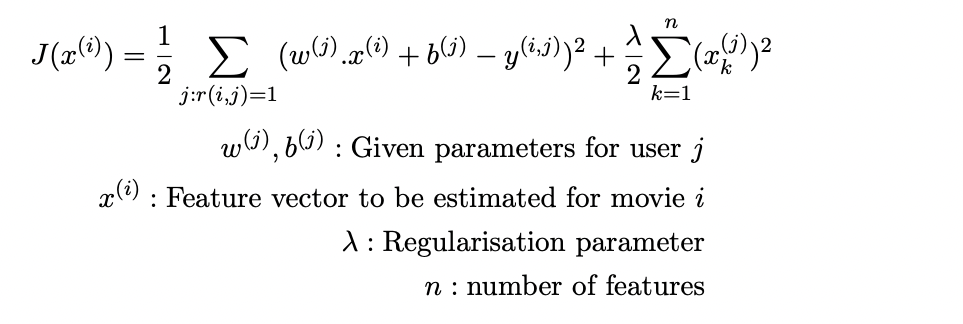 J(x^{(i)}) = \frac{1}{2} \sum_{j:r(i,j)=1} (w^{(j)}.x^{(i)} + b^{(j)} - y^{(i,j)})^2 + \frac{\lambda}{2} \sum_{k=1}^{n} (x_k^{(j)})^2
w^{(j)}, b^{(j)} : Given parameters for user j
x^{(i)} : Feature vector to be estimated for movie i
λ : Regularisation parameter
n : number of features